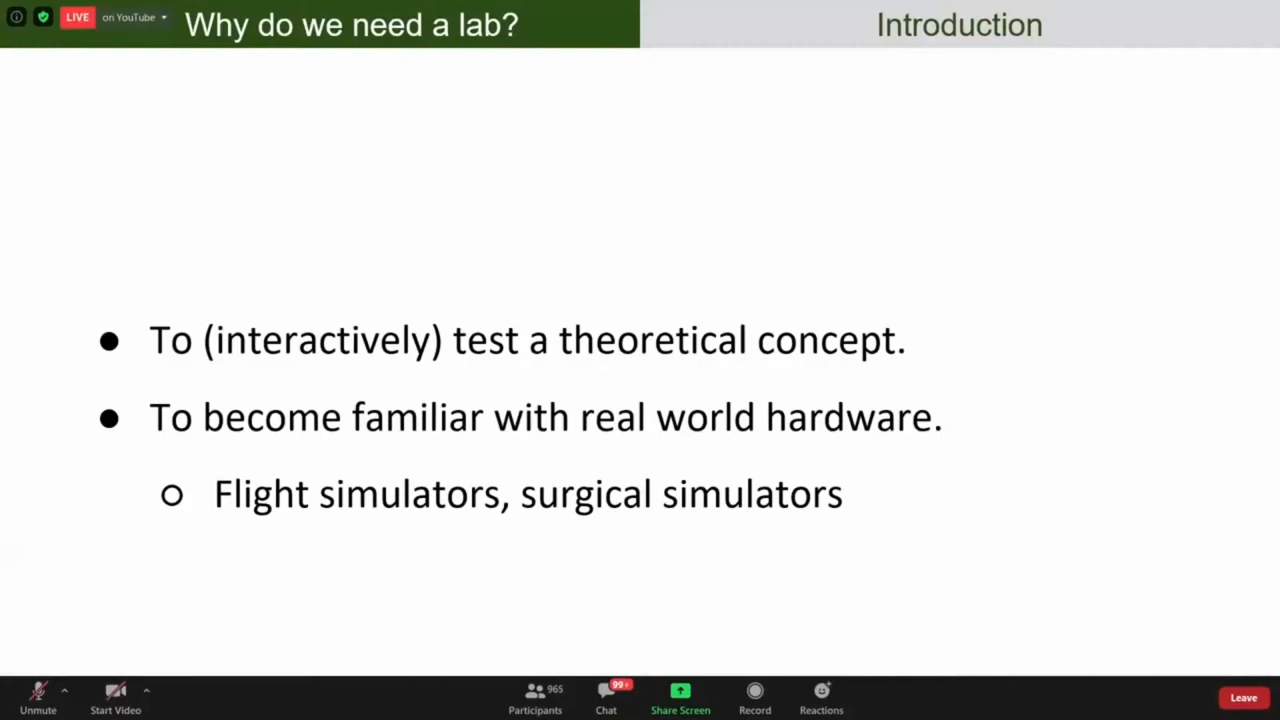 LIVE on YouTube
Why do we need a lab?
Introduction
● To (interactively) test a theoretical concept.
● To become familiar with real world hardware.
○ Flight simulators, surgical simulators
965
99+
Unmute
Start Video
Participants
Chat
Share Screen
Record
Reactions
Leave